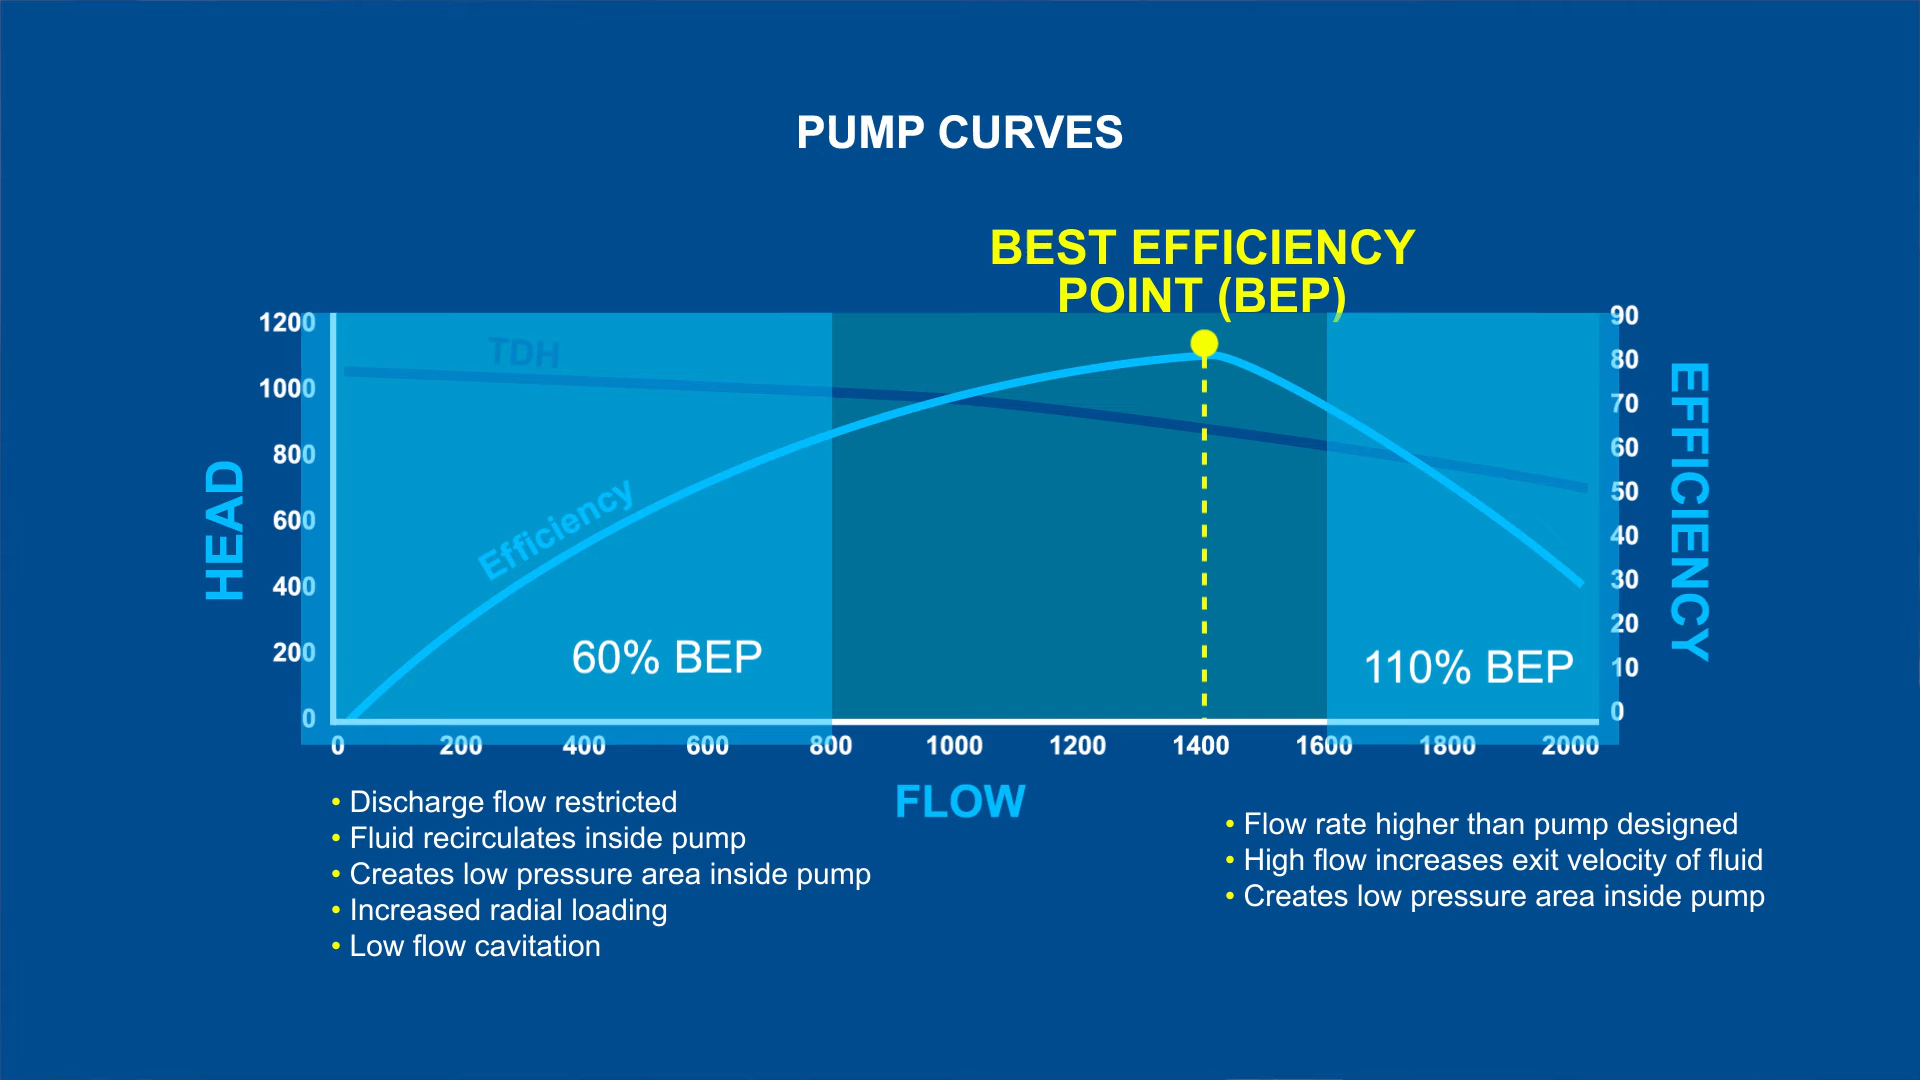 PUMP CURVES
BEST EFFICIENCY
POINT (BEP)
1200
1000
800
600
400
200
0
HEAD
TDH
Efficiency
60% BEP
110% BEP
90
80
70
60
50
40
30
20
10
0
EFFICIENCY
0 200 400 600 800 1000 1200 1400 1600 1800 2000
FLOW
• Discharge flow restricted
• Fluid recirculates inside pump
• Creates low pressure area inside pump
• Increased radial loading
• Low flow cavitation
• Flow rate higher than pump designed
• High flow increases exit velocity of fluid
• Creates low pressure area inside pump